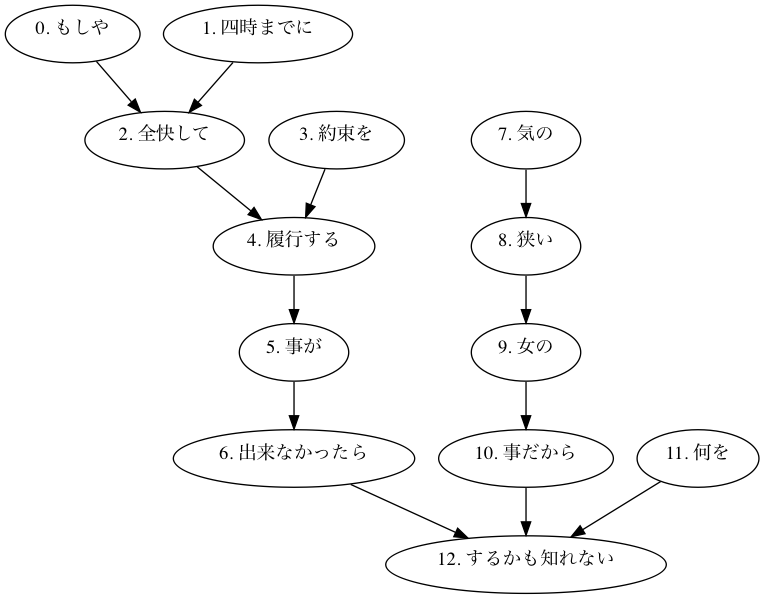 0. もしや
1. 四時までに
2. 全快して
3. 約束を
7. 気の
4. 履行する
8. 狭い
5. 事が
9. 女の
6. 出来なかったら
10. 事だから
11. 何を
12. するかも知れない